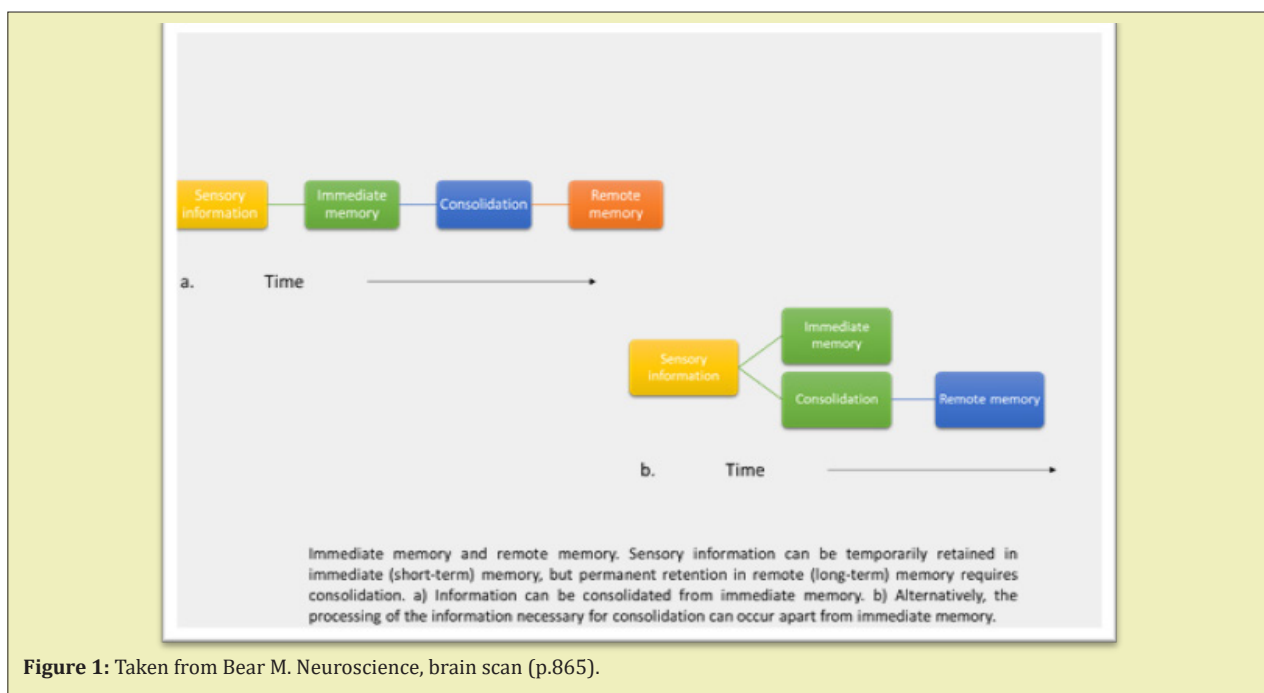 Sensory
information
Immediate
memory
Consolidation
Remote
memory
a. Time
Sensory
information
Immediate
memory
Consolidation
Remote memory
b. Time
Immediate memory and remote memory. Sensory information can be temporarily retained in
immediate (short-term) memory, but permanent retention in remote (long-term) memory requires
consolidation. a) Information can be consolidated from immediate memory. b) Alternatively, the
processing of the information necessary for consolidation can occur apart from immediate memory.
Figure 1: Taken from Bear M. Neuroscience, brain scan (p.865).